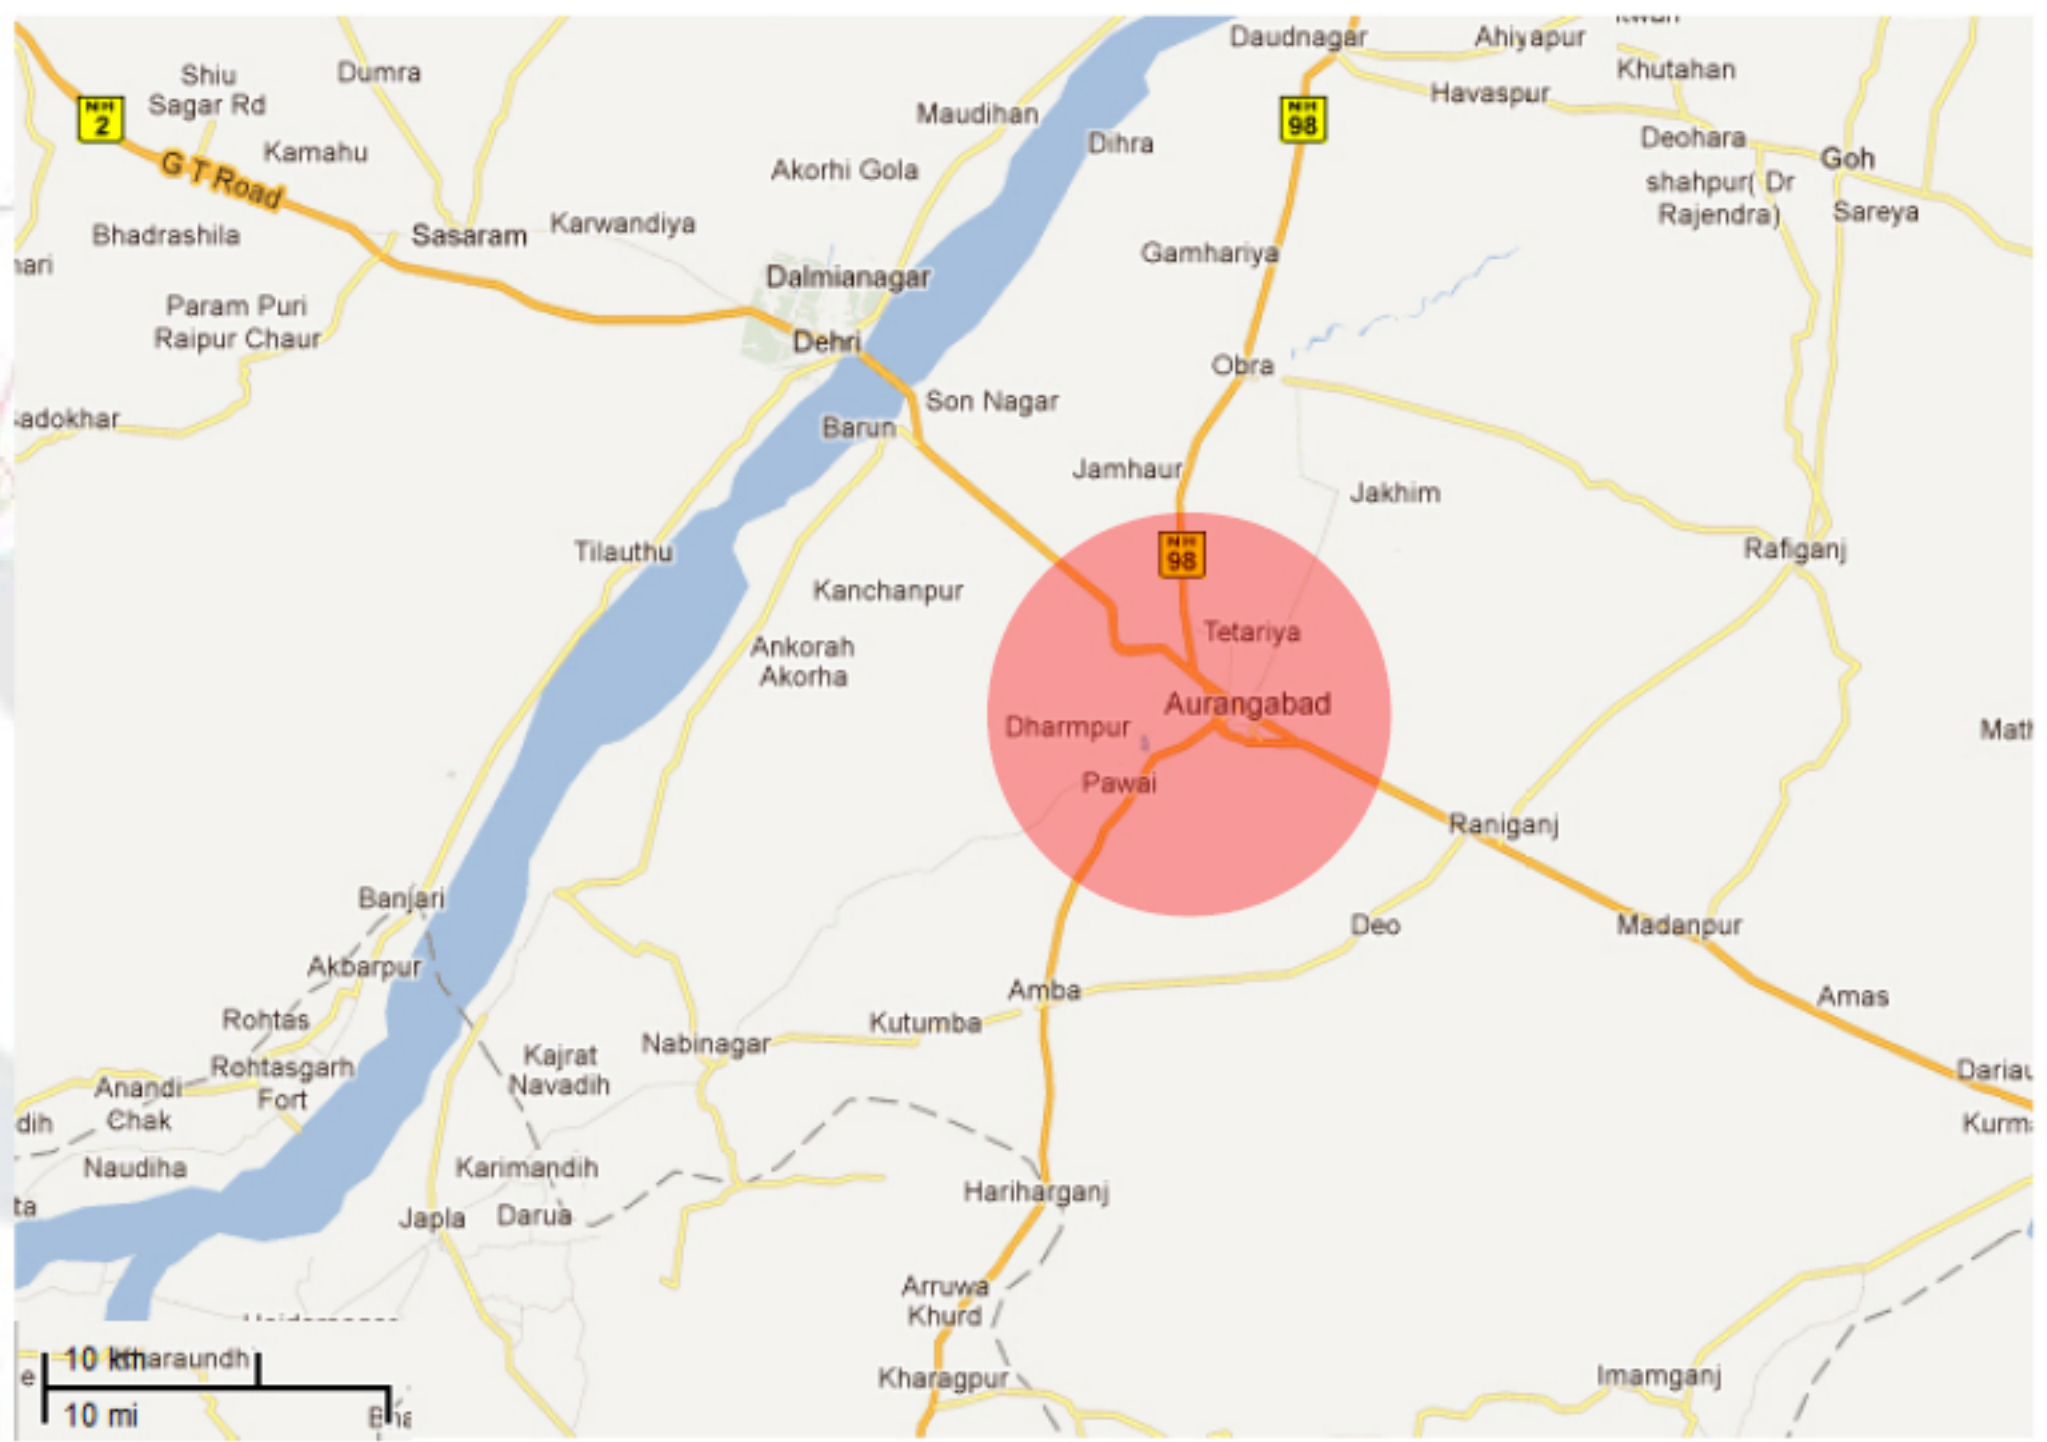 Daudnagar
Ahiyapur
Shiu
Sagar Rd
Dumra
Khutahan
NH
2
Havaspur
Maudihan
NH
98
Kamahu
Dihra
Deohara
Goh
G T Road
Akorhi Gola
shahpur( Dr
Rajendra)
Sareya
Bhadrashila
Sasaram
Karwandiya
Gamhariya
Dalmianagar
Param Puri
Raipur Chaur
Dehri
Obra
Son Nagar
Barun
Jamhaur
Jakhim
Tilauthu
NH
98
Rafiganj
Kanchanpur
Tetariya
Ankorah
Akorha
Aurangabad
Dharmpur
Pawai
Raniganj
Banjari
Deo
Madanpur
Akbarpur
Amba
Amas
Rohtas
Kutumba
Nabinagar
Kajrat
Navadih
Rohtasgarh
Fort
Anandi
Chak
Naudiha
Karimandih
Hariharganj
Japla
Darua
Arruwa
Khurd
10 km
Kharagpur
Imamganj
10 mi